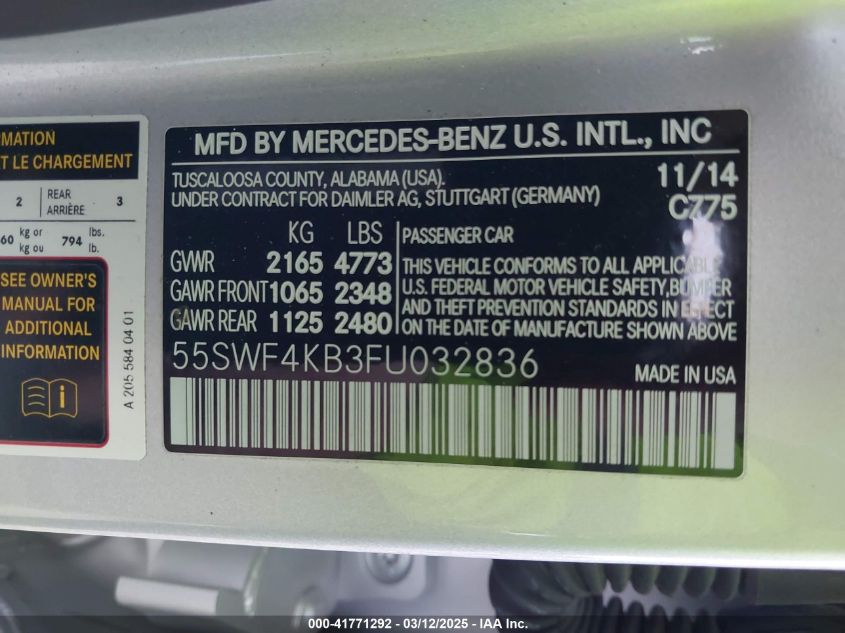 MATION
T LE CHARGEMENT
2 REAR ARRIÈRE 3
60 kg or kg ou 794 lbs. lb.
SEE OWNER'S
MANUAL FOR
ADDITIONAL
INFORMATION
A 205 584 04 01
MFD BY MERCEDES-BENZ U.S. INTL., INC
TUSCALOOSA COUNTY, ALABAMA (USA). 11/14
UNDER CONTRACT FOR DAIMLER AG, STUTTGART (GERMANY) C775
KG LBS
GVWR 2165 4773
GAWR FRONT 1065 2348
GAWR REAR 1125 2480
PASSENGER CAR
THIS VEHICLE CONFORMS TO ALL APPLICABLE
U.S. FEDERAL MOTOR VEHICLE SAFETY, BUMPER
AND THEFT PREVENTION STANDARDS IN EFFECT
ON THE DATE OF MANUFACTURE SHOWN ABOVE
55SWF4KB3FU032836
MADE IN USA
000-41771292 - 03/12/2025 - IAA Inc.